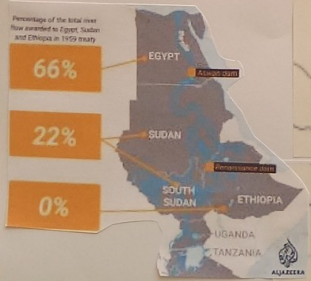 Percentage of the total river
flow awarded to Egypt, Sudan
and Ethiopia in 1959 treaty
66%
EGYPT
Aswan dam
22%
SUDAN
Renaissance dam
SOUTH
SUDAN
0%
ETHIOPIA
UGANDA
TANZANIA
ALJAZEERA